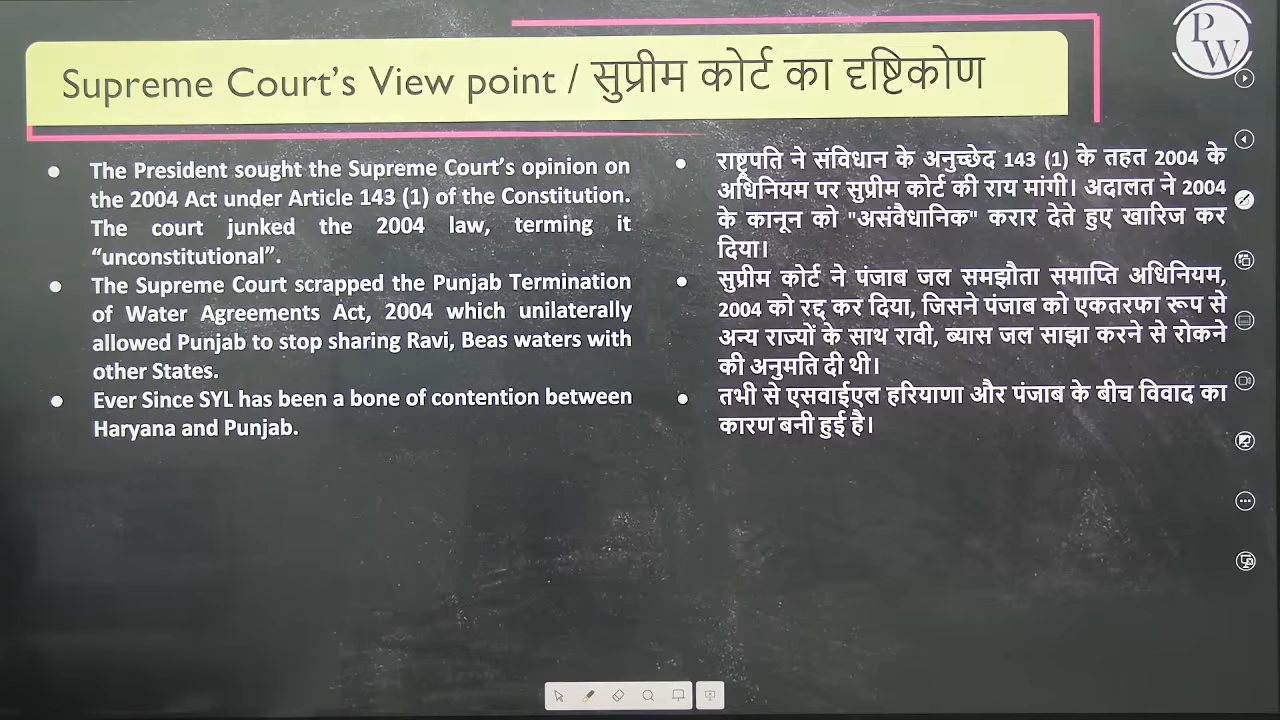 Supreme Court's View point / सुप्रीम कोर्ट का दृष्टिकोण
PW
The President sought the Supreme Court's opinion on
the 2004 Act under Article 143 (1) of the Constitution.
The court junked the 2004 law, terming it
“unconstitutional”.
The Supreme Court scrapped the Punjab Termination
of Water Agreements Act, 2004 which unilaterally
allowed Punjab to stop sharing Ravi, Beas waters with
other States.
Ever Since SYL has been a bone of contention between
Haryana and Punjab.
राष्ट्रपति ने संविधान के अनुच्छेद 143 (1) के तहत 2004 के
अधिनियम पर सुप्रीम कोर्ट की राय मांगी। अदालत ने 2004
के कानून को "असंवैधानिक" करार देते हुए खारिज कर
दिया।
सुप्रीम कोर्ट ने पंजाब जल समझौता समाप्ति अधिनियम,
2004 को रद्द कर दिया, जिसने पंजाब को एकतरफा रूप से
अन्य राज्यों के साथ रावी, ब्यास जल साझा करने से रोकने
की अनुमति दी थी।
तभी से एसवाईएल हरियाणा और पंजाब के बीच विवाद का
कारण बनी हुई है।